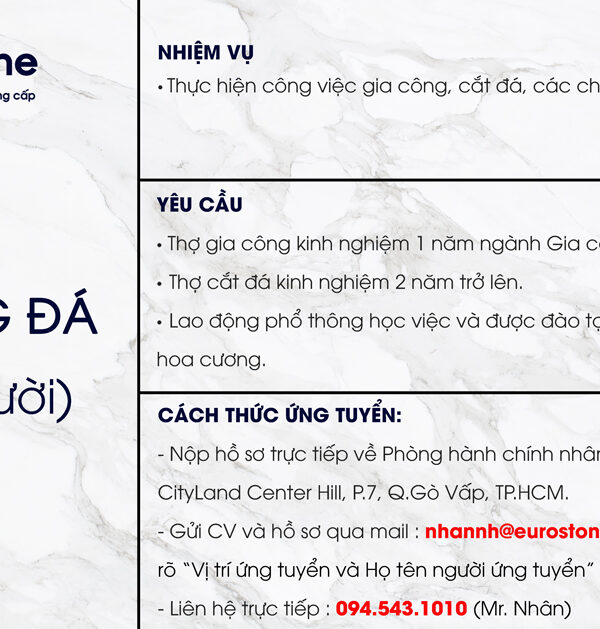 ne
ng cấp
G ĐÁ
ười)
NHIỆM VỤ
• Thực hiện công việc gia công, cắt đá, các ch
YÊU CẦU
• Thợ gia công kinh nghiệm 1 năm ngành Gia c
• Thợ cắt đá kinh nghiệm 2 năm trở lên.
• Lao động phổ thông học việc và được đào tạ
hoa cương.
CÁCH THỨC ỨNG TUYỂN:
- Nộp hồ sơ trực tiếp về Phòng hành chính nhân
CityLand Center Hill, P.7, Q.Gò Vấp, TP.HCM.
- Gửi CV và hồ sơ qua mail : nhannh@euroston
rõ “Vị trí ứng tuyển và Họ tên người ứng tuyển”
- Liên hệ trực tiếp : 094.543.1010 (Mr. Nhân)